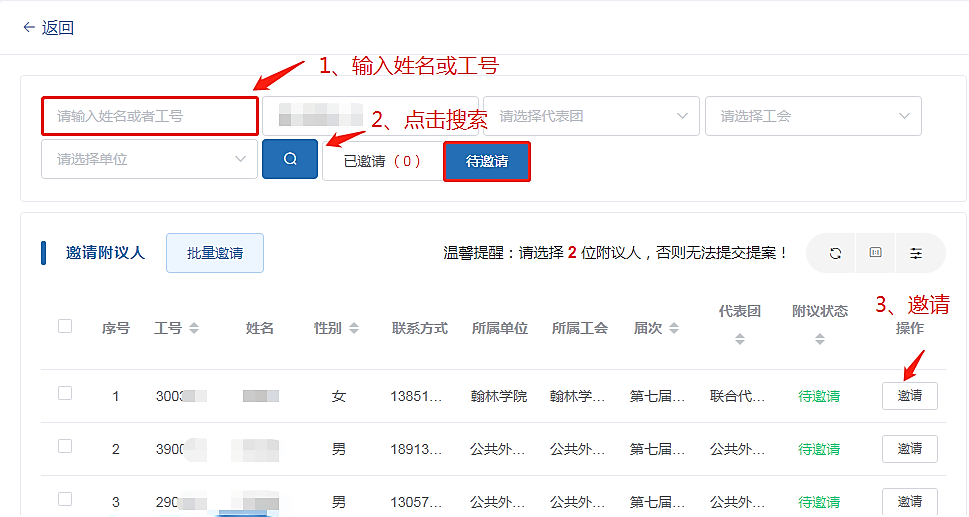 返回
1、输入姓名或工号
请输入姓名或者工号
请选择代表团
请选择工会
2、点击搜索
请选择单位
已邀请（0）
待邀请
邀请附议人
批量邀请
温馨提醒：请选择 2 位附议人，否则无法提交提案！
3、邀请
序号 工号 姓名 性别 联系方式 所属单位 所属工会 届次 代表团 附议状态 操作
1 3003 女 13851... 翰林学院 翰林学... 第七届... 联合代... 待邀请 邀请
2 3900 男 18913... 公共外... 公共外... 第七届... 公共外... 待邀请 邀请
3 290 男 13057... 公共外... 公共外... 第七届... 公共外... 待邀请 邀请